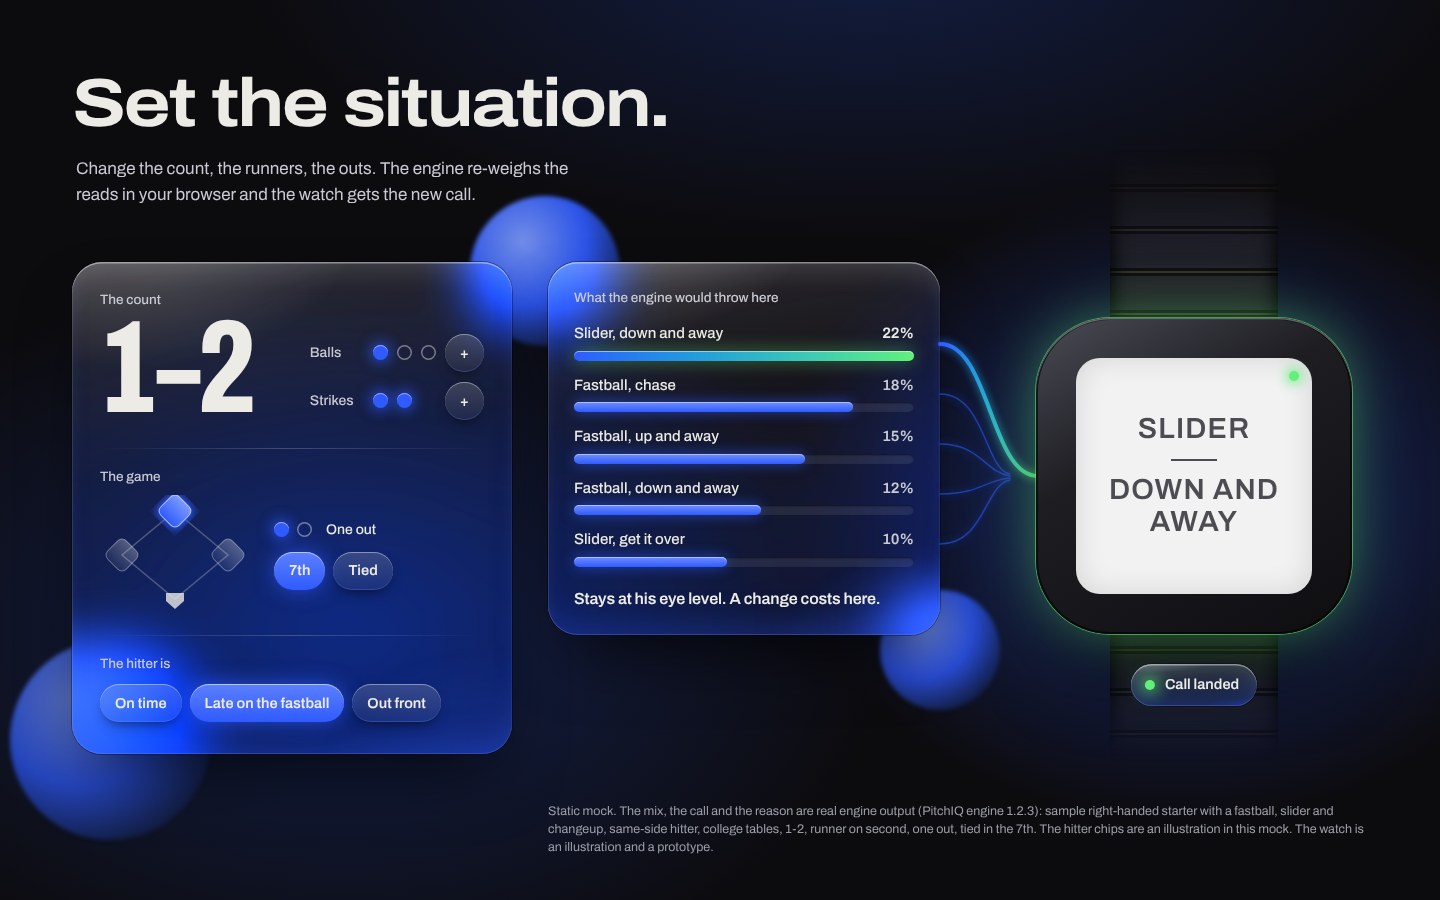 Set the situation.
Change the count, the runners, the outs. The engine re-weighs the
reads in your browser and the watch gets the new call.
The count
1–2
Balls
+
Strikes
+
The game
One out
7th
Tied
The hitter is
On time
Late on the fastball
Out front
What the engine would throw here
Slider, down and away 22%
Fastball, chase 18%
Fastball, up and away 15%
Fastball, down and away 12%
Slider, get it over 10%
Stays at his eye level. A change costs here.
SLIDER
DOWN AND
AWAY
Call landed
Static mock. The mix, the call and the reason are real engine output (PitchIQ engine 1.2.3): sample right-handed starter with a fastball, slider and
changeup, same-side hitter, college tables, 1-2, runner on second, one out, tied in the 7th. The hitter chips are an illustration in this mock. The watch is
an illustration and a prototype.